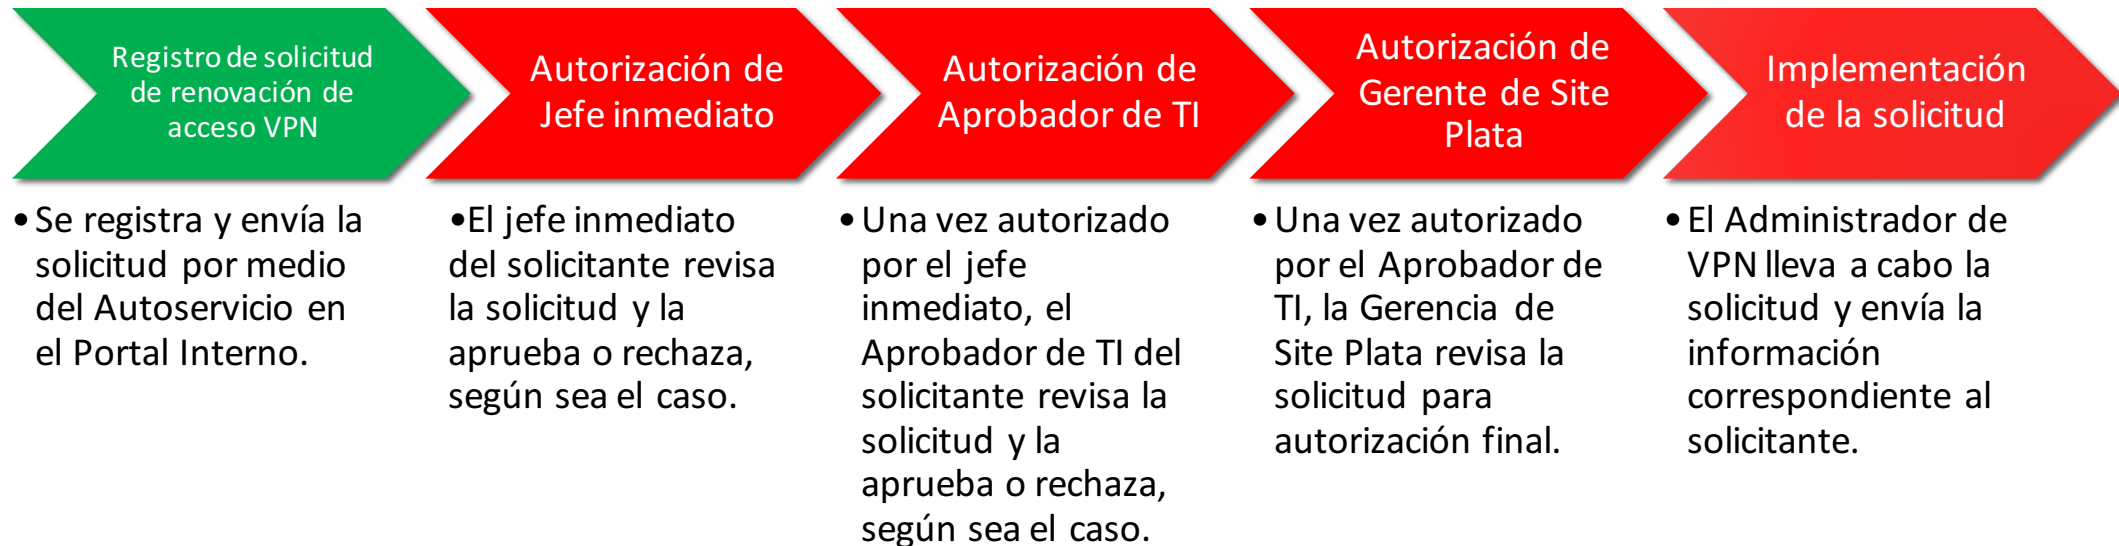 Registro de solicitud
de renovación de
acceso VPN
Autorización de
Jefe inmediato
Autorización de
Aprobador de TI
Autorización de
Gerente de Site
Plata
Implementación
de la solicitud
•Se registra y envía la
solicitud por medio
del Autoservicio en
el Portal Interno.
•El jefe inmediato
del solicitante revisa
la solicitud y la
aprueba o rechaza,
según sea el caso.
•Una vez autorizado
por el jefe
inmediato, el
Aprobador de TI del
solicitante revisa la
solicitud y la
aprueba o rechaza,
según sea el caso.
•Una vez autorizado
por el Aprobador de
TI, la Gerencia de
Site Plata revisa la
solicitud para
autorización final.
•El Administrador de
VPN lleva a cabo la
solicitud y envía la
información
correspondiente al
solicitante.